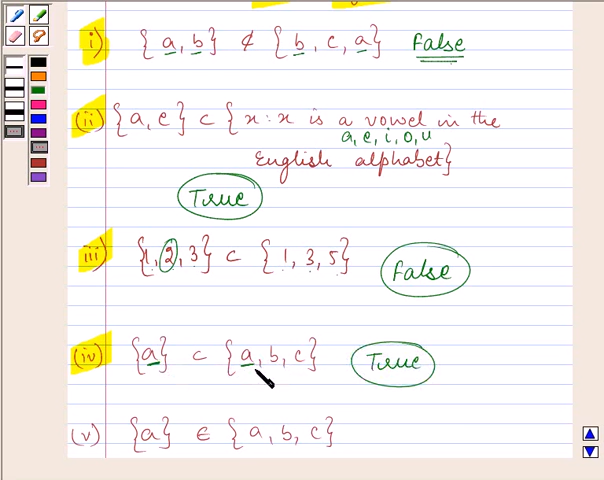 i) {a, b} ⊄ {b, c, a} False
(ii) {a, e} ⊂ {x : x is a vowel in the
a, e, i, o, u
English alphabet}
True
iii) {1, 2, 3} ⊂ {1, 3, 5} False
(iv) {a} ⊂ {a, b, c} True
(v) {a} ∈ {a, b, c}